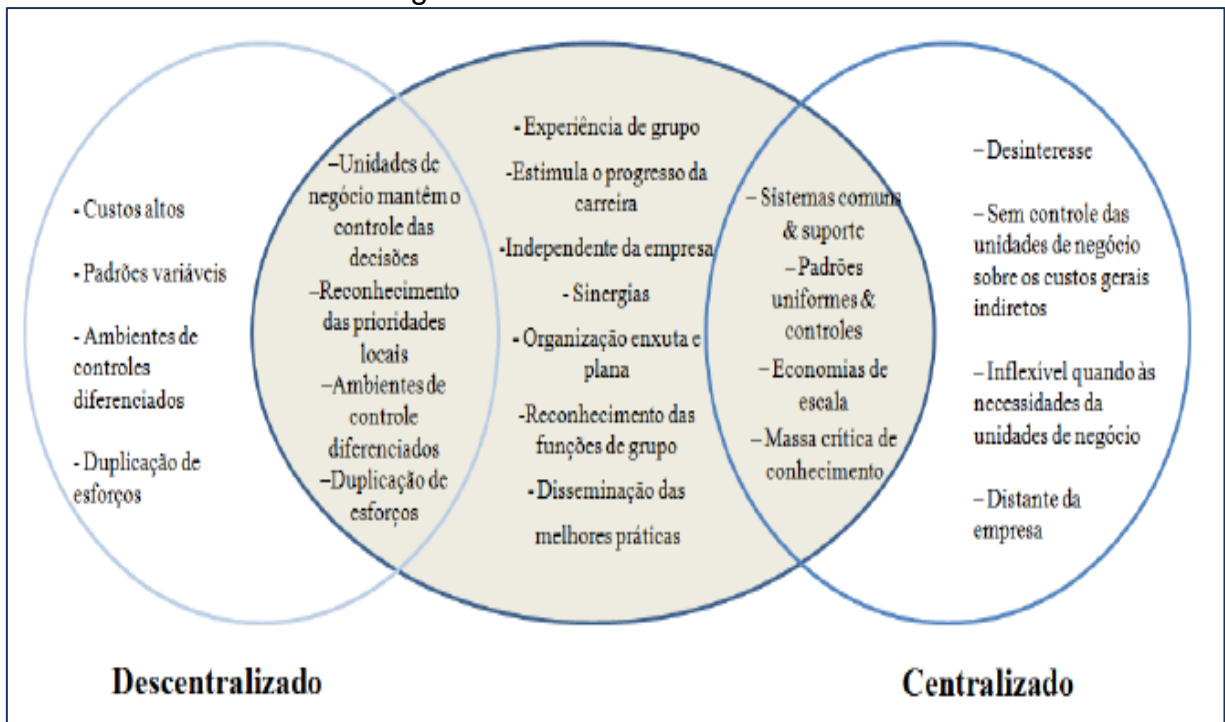 - Custos altos
- Padrões variáveis
- Ambientes de
controles
diferenciados
- Duplicação de
esforços
–Unidades de
negócio mantêm o
controle das
decisões
–Reconhecimento
das prioridades
locais
–Ambientes de
controle
diferenciados
–Duplicação de
esforços
- Experiência de grupo
-Estimula o progresso da
carreira
-Independente da empresa
- Sinergias
- Organização enxuta e
plana
-Reconhecimento das
funções de grupo
- Disseminação das
melhores práticas
– Sistemas comuns
& suporte
– Padrões
uniformes &
controles
– Economias de
escala
– Massa crítica de
conhecimento
– Desinteresse
– Sem controle das
unidades de negócio
sobre os custos gerais
indiretos
– Inflexível quando às
necessidades da
unidades de negócio
– Distante da
empresa
Descentralizado
Centralizado